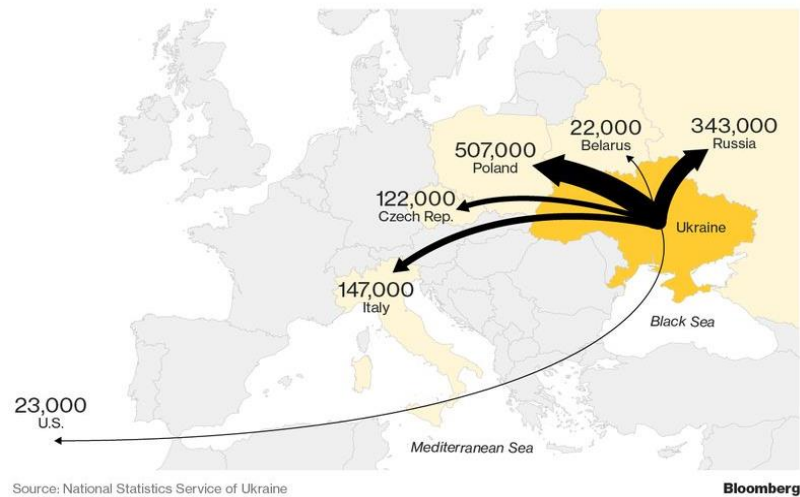 22,000
Belarus
343,000
Russia
507,000
Poland
122,000
Czech Rep.
Ukraine
147,000
Italy
Black Sea
23,000
U.S.
Mediterranean Sea
Source: National Statistics Service of Ukraine
Bloomberg